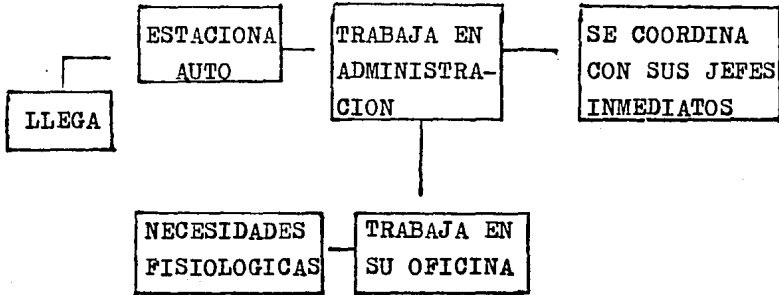 LLEGA
ESTACIONA
AUTO
TRABAJA EN
ADMINISTRA-
CION
SE COORDINA
CON SUS JEFES
INMEDIATOS
NECESIDADES
FISIOLOGICAS
TRABAJA EN
SU OFICINA